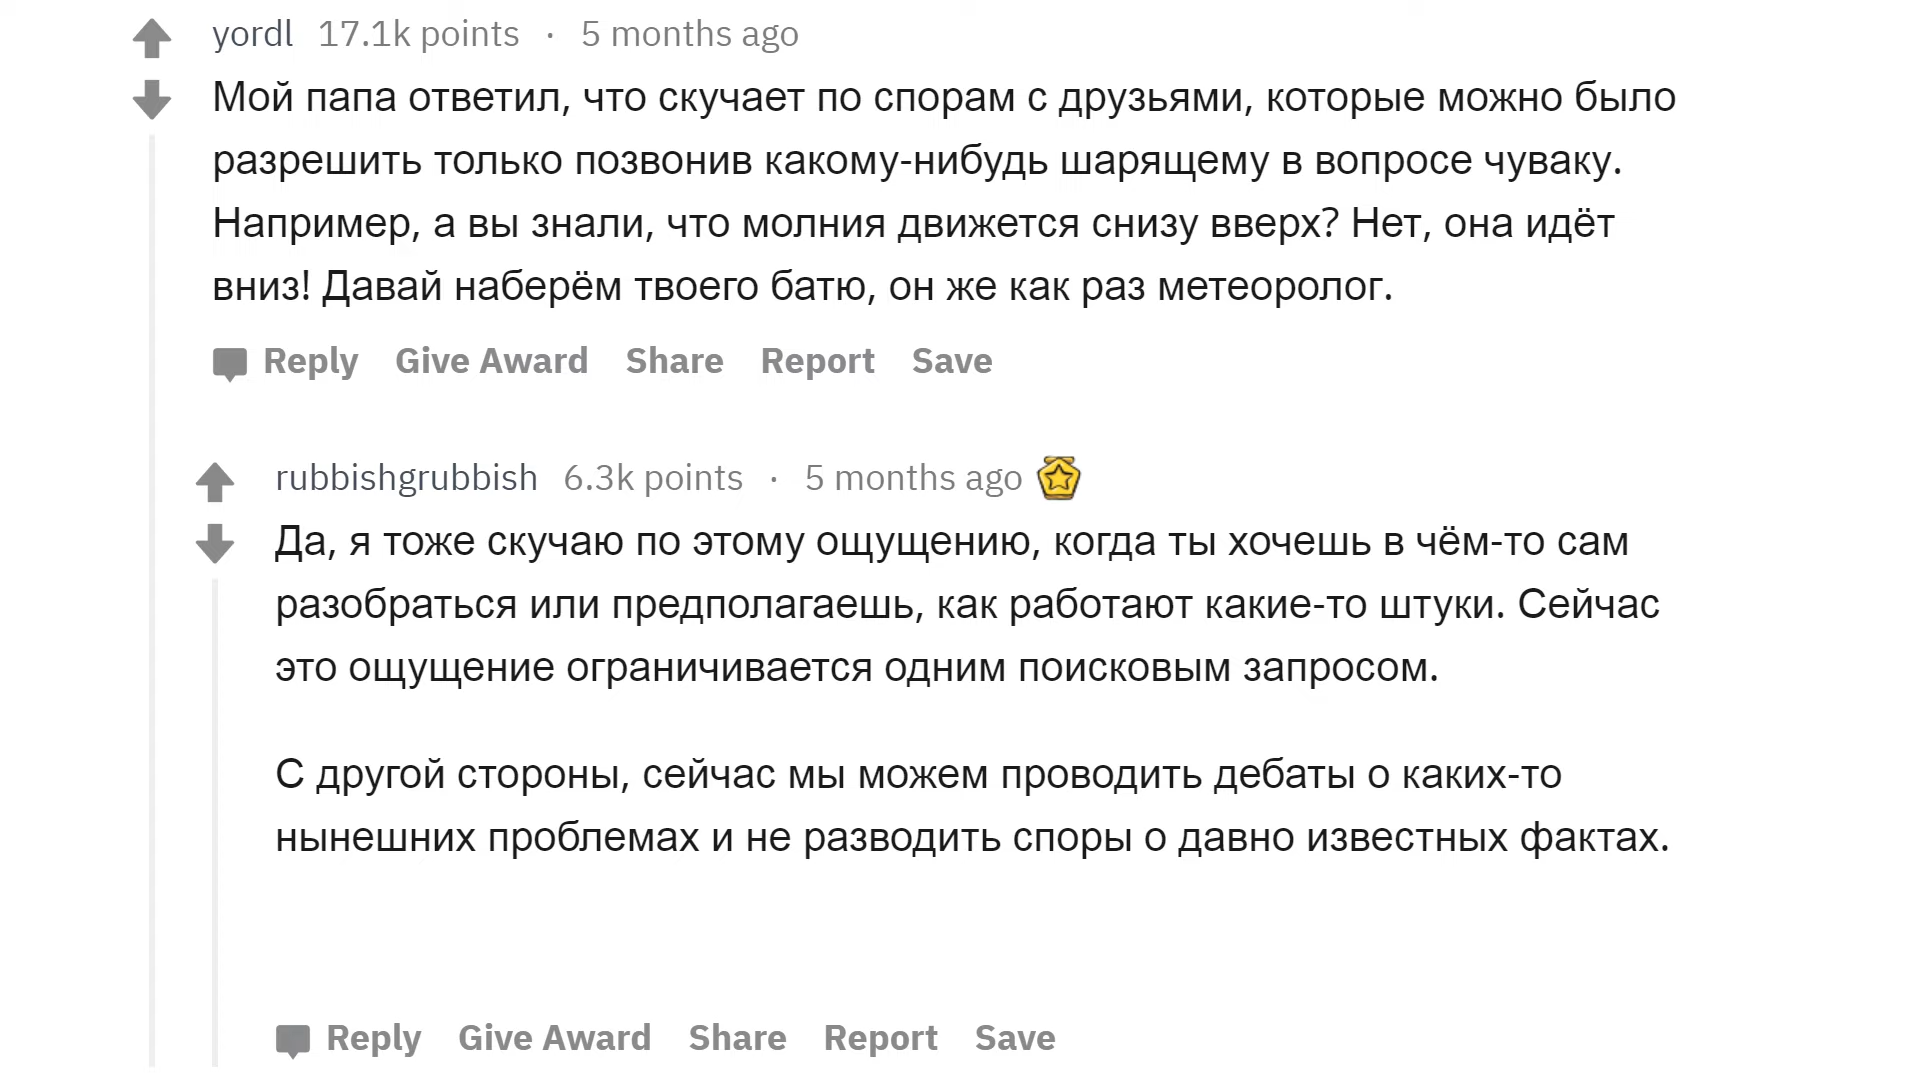 yordl 17.1k points · 5 months ago
Мой папа ответил, что скучает по спорам с друзьями, которые можно было
разрешить только позвонив какому-нибудь шарящему в вопросе чуваку.
Например, а вы знали, что молния движется снизу вверх? Нет, она идёт
вниз! Давай наберём твоего батю, он же как раз метеоролог.
Reply Give Award Share Report Save
rubbishgrubbish 6.3k points · 5 months ago
Да, я тоже скучаю по этому ощущению, когда ты хочешь в чём-то сам
разобраться или предполагаешь, как работают какие-то штуки. Сейчас
это ощущение ограничивается одним поисковым запросом.
С другой стороны, сейчас мы можем проводить дебаты о каких-то
нынешних проблемах и не разводить споры о давно известных фактах.
Reply Give Award Share Report Save